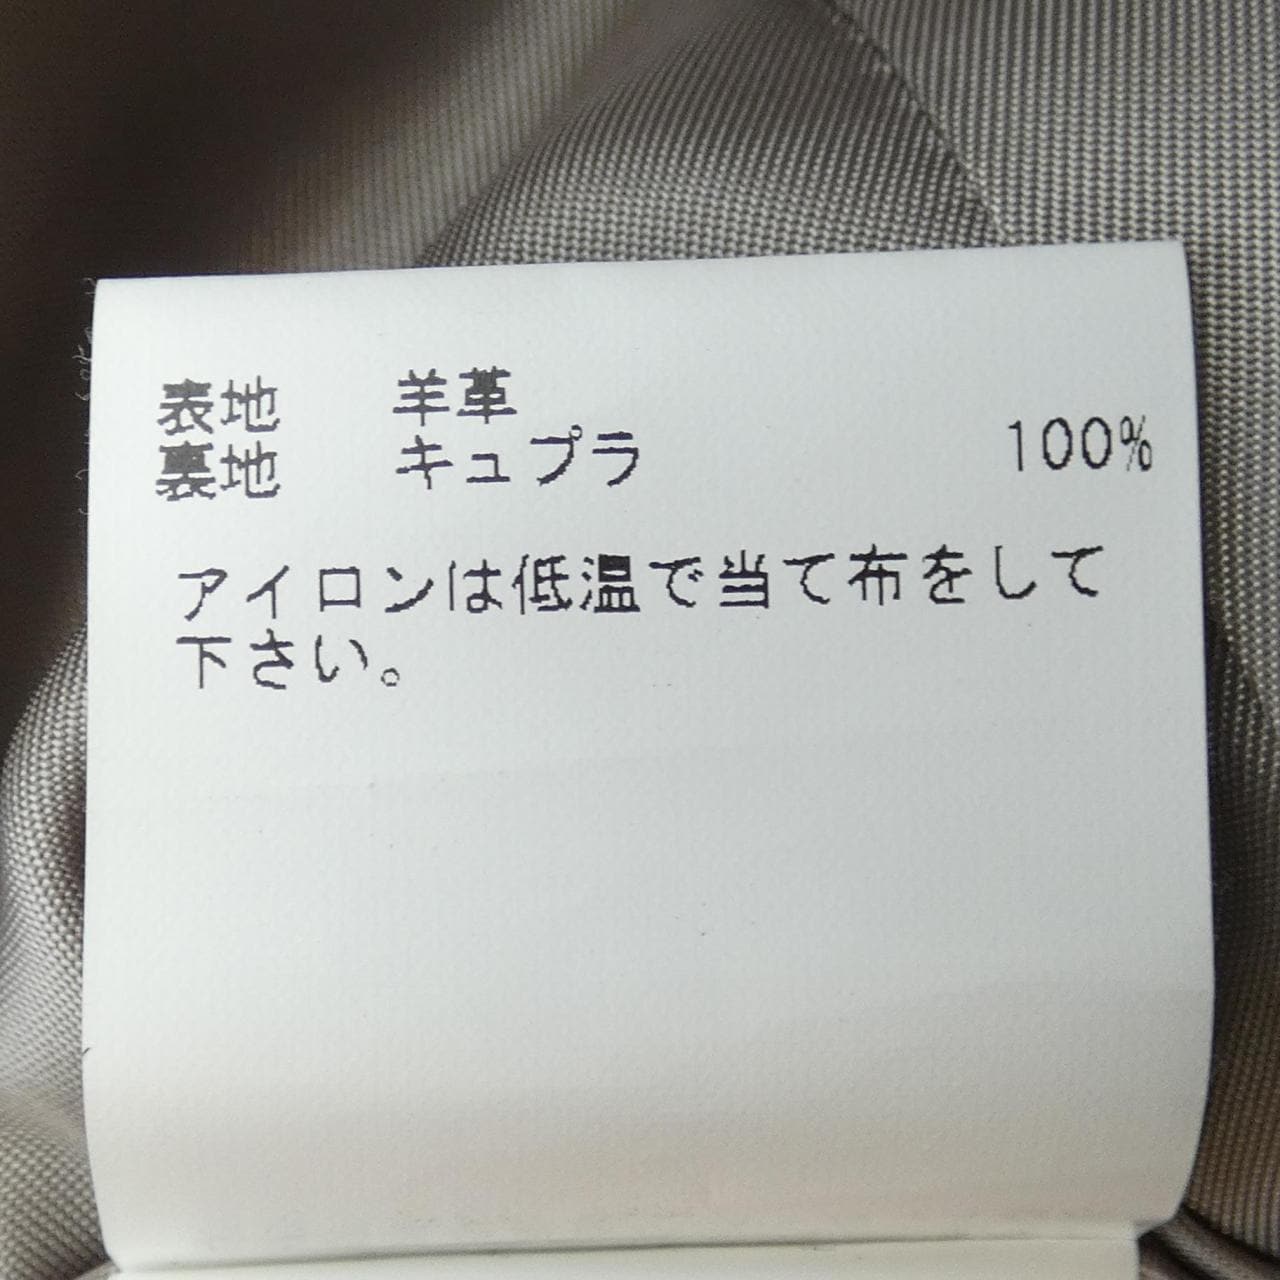 表地 羊革
裏地 キュプラ 100%
アイロンは低温で当て布をして
下さい。